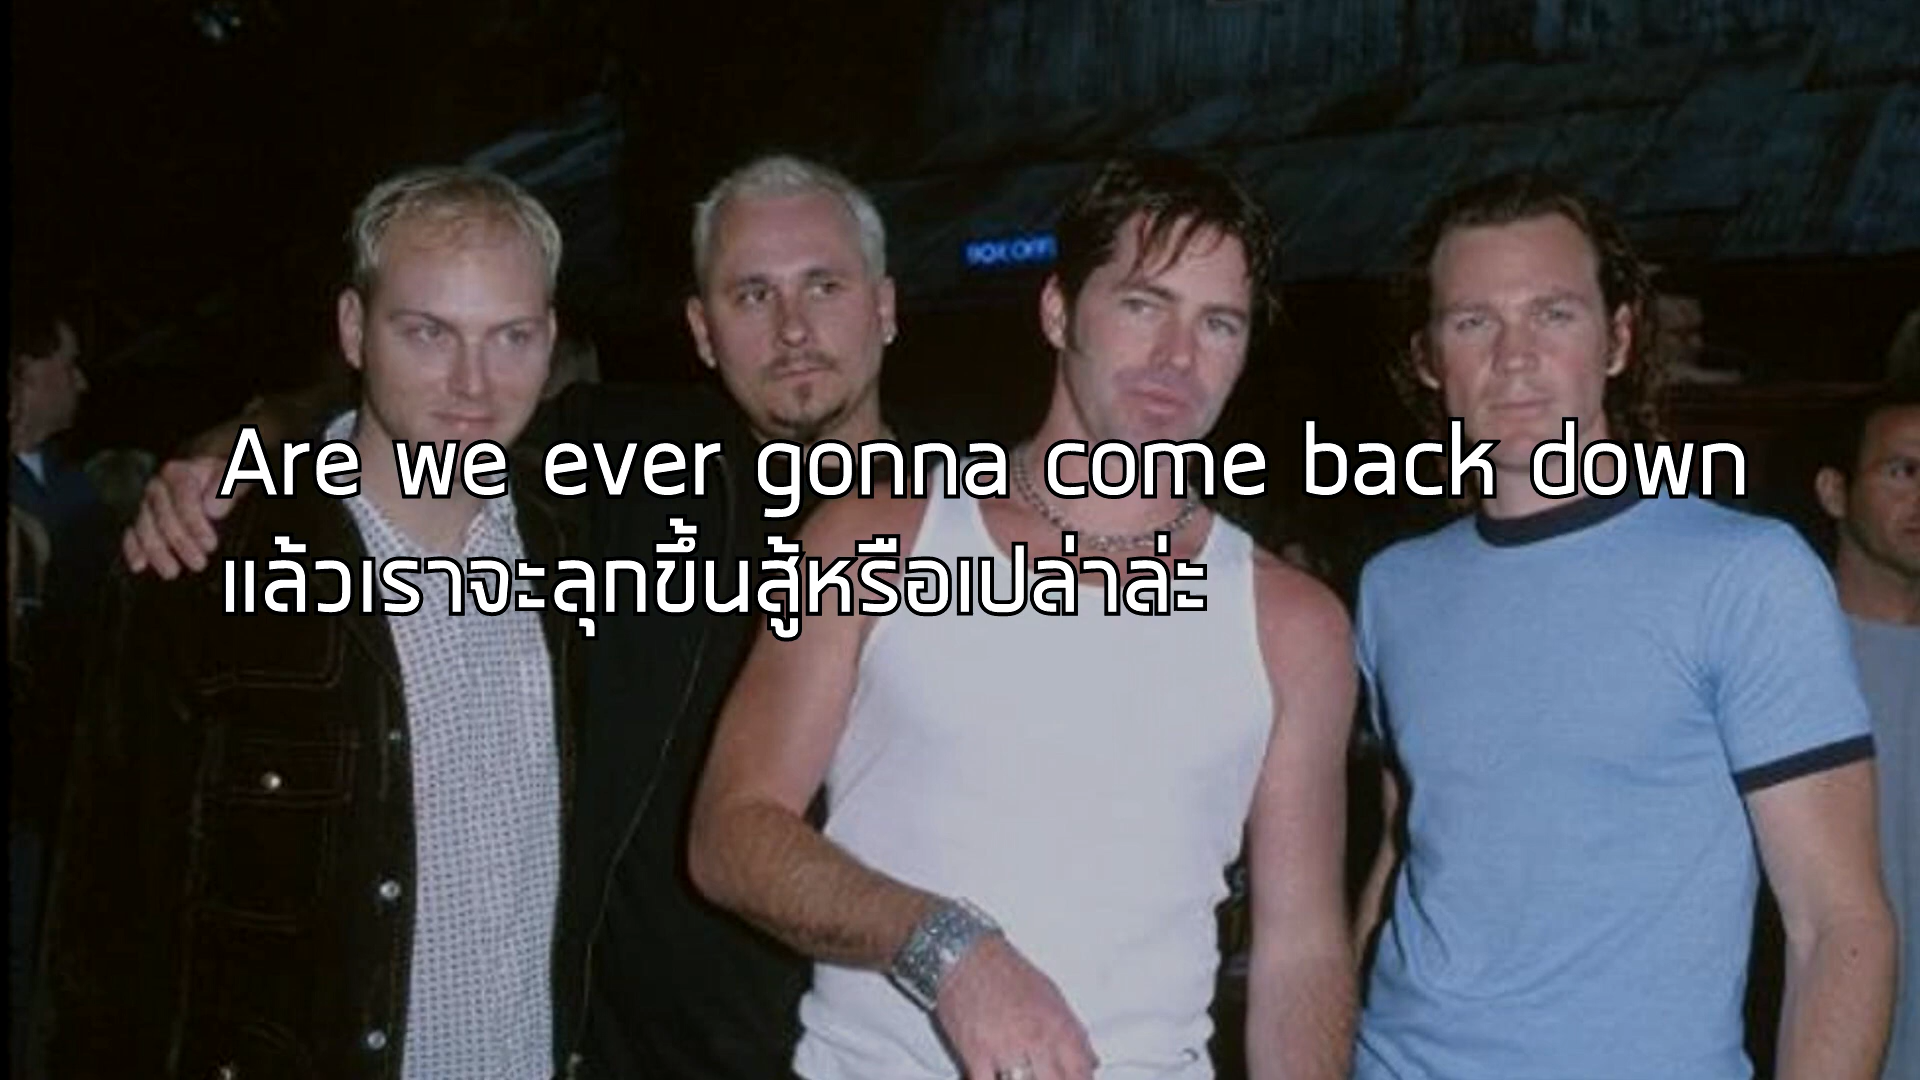 Are we ever gonna come back down
แล้วเราจะลุกขึ้นสู้หรือเปล่าล่ะ